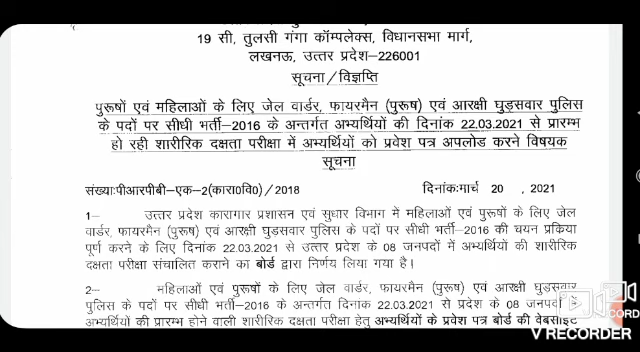 19 सी, तुलसी गंगा कॉम्पलेक्स, विधानसभा मार्ग,
लखनऊ, उत्तर प्रदेश–226001
सूचना/विज्ञप्ति
पुरूषों एवं महिलाओं के लिए जेल वार्डर, फायरमैन (पुरूष) एवं आरक्षी घुड़सवार पुलिस
के पदों पर सीधी भर्ती–2016 के अन्तर्गत अभ्यर्थियों की दिनांक 22.03.2021 से प्रारम्भ
हो रही शारीरिक दक्षता परीक्षा में अभ्यर्थियों को प्रवेश पत्र अपलोड करने विषयक
सूचना
संख्याःपीआरपीबी–एक–2(कारा0वि0)/2018 दिनांकःमार्च 20 , 2021
1– उत्तर प्रदेश कारागार प्रशासन एवं सुधार विभाग में महिलाओं एवं पुरूषों के लिए जेल
वार्डर, फायरमैन (पुरूष) एवं आरक्षी घुड़सवार पुलिस के पदों पर सीधी भर्ती–2016 की चयन प्रकिया
पूर्ण करने के लिए दिनांक 22.03.2021 से उत्तर प्रदेश के 08 जनपदों में अभ्यर्थियों की शारीरिक
दक्षता परीक्षा संचालित कराने का बोर्ड द्वारा निर्णय लिया गया है।
2– महिलाओं एवं पुरूषों के लिए जेल वार्डर, फायरमैन (पुरूष) एवं आरक्षी घुड़सवार
पुलिस के पदों पर सीधी भर्ती–2016 के अन्तर्गत दिनांक 22.03.2021 से प्रदेश के 08 जनपदों में
अभ्यर्थियों की प्रारम्भ होने वाली शारीरिक दक्षता परीक्षा हेतु अभ्यर्थियों के प्रवेश पत्र बोर्ड की वेबसाइट
V RECORDER